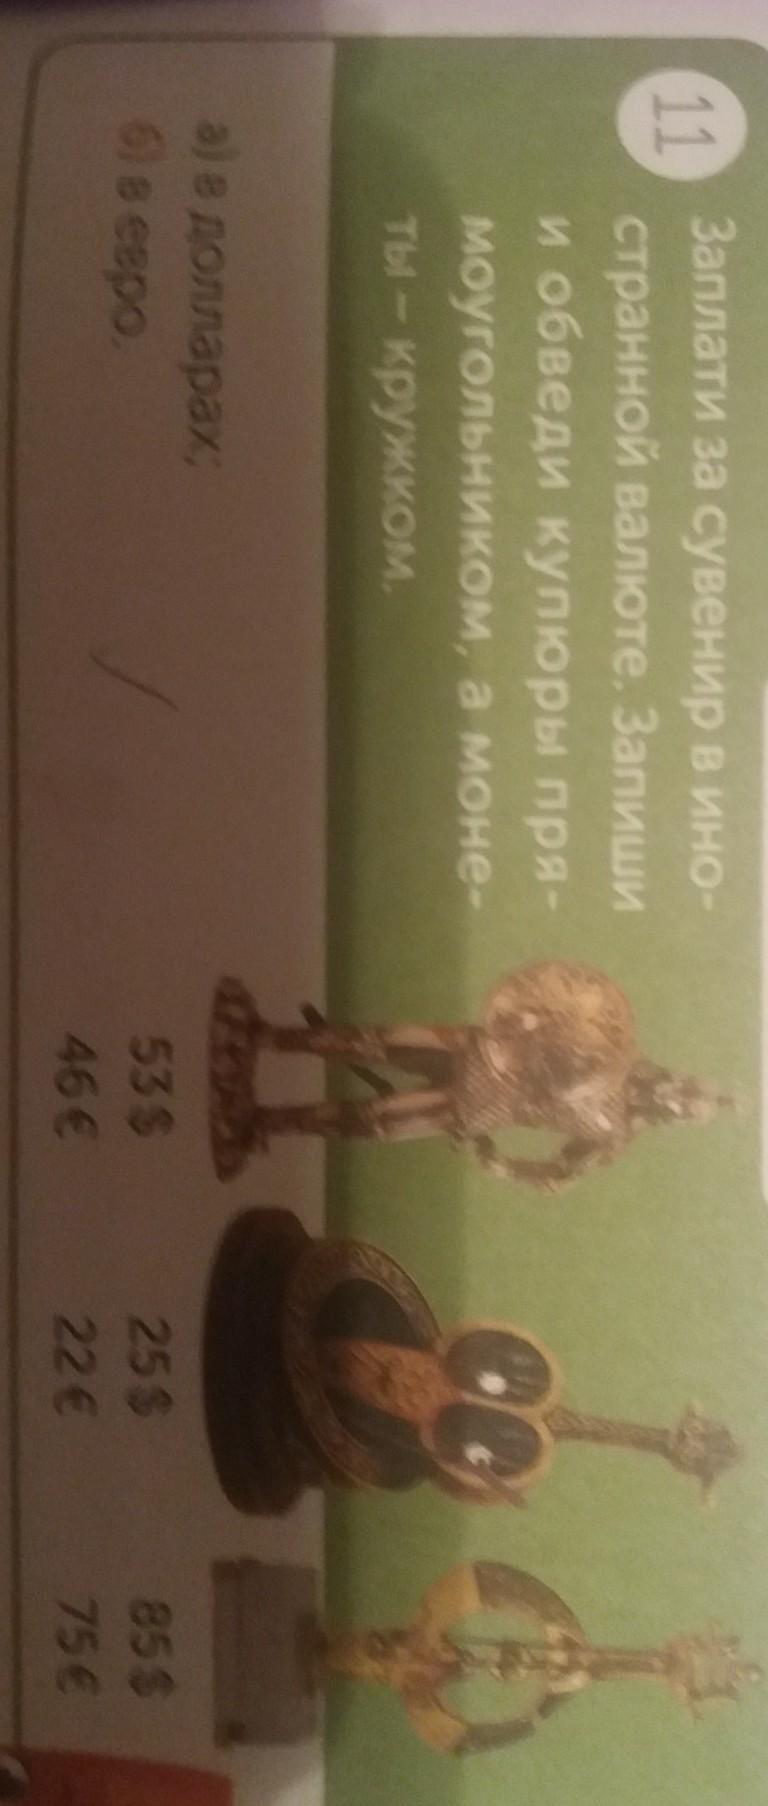 11
Заплати за сувенир в ино-
странной валюте. Запиши
и обведи купюры пря-
моугольником, а моне-
ты – кружком.
а) в долларах; 53$ 25$ 85$
б) в евро. 46€ 22€ 75€